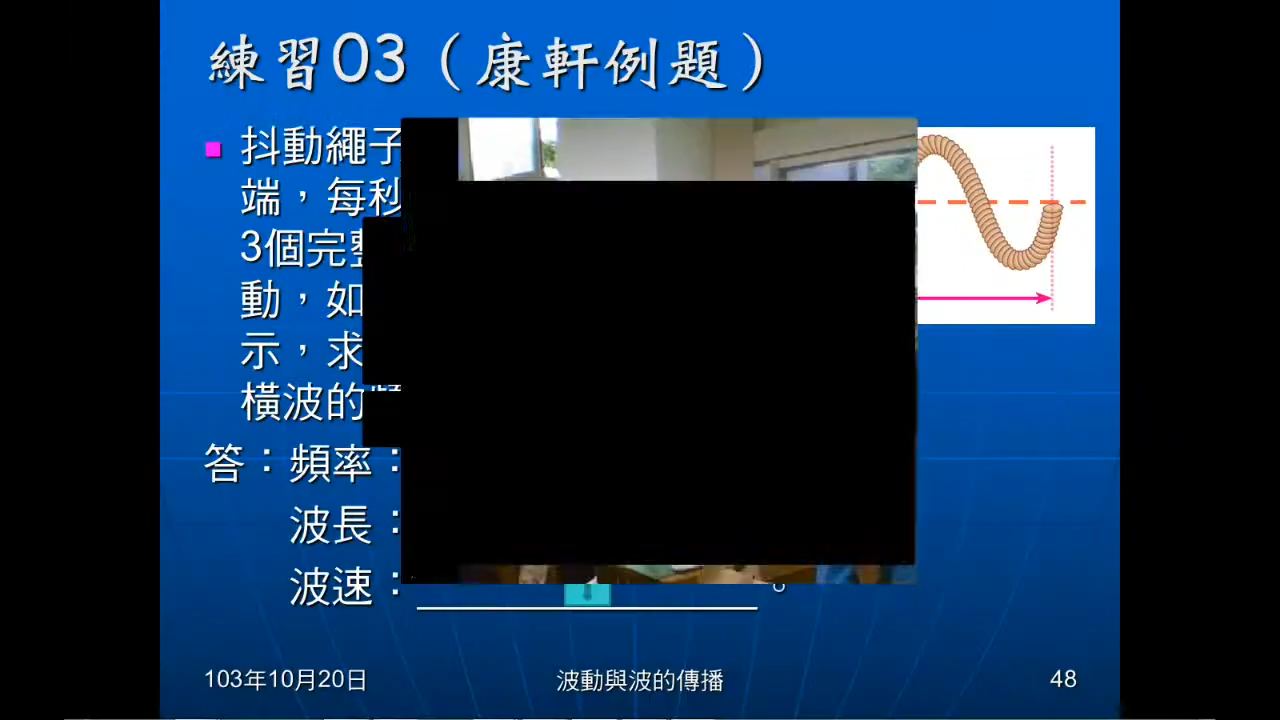 練習03（康軒例題）
抖動繩子
端，每秒
3個完整
動，如
示，求
橫波的
答：頻率：
波長：
波速：
103年10月20日
波動與波的傳播
48